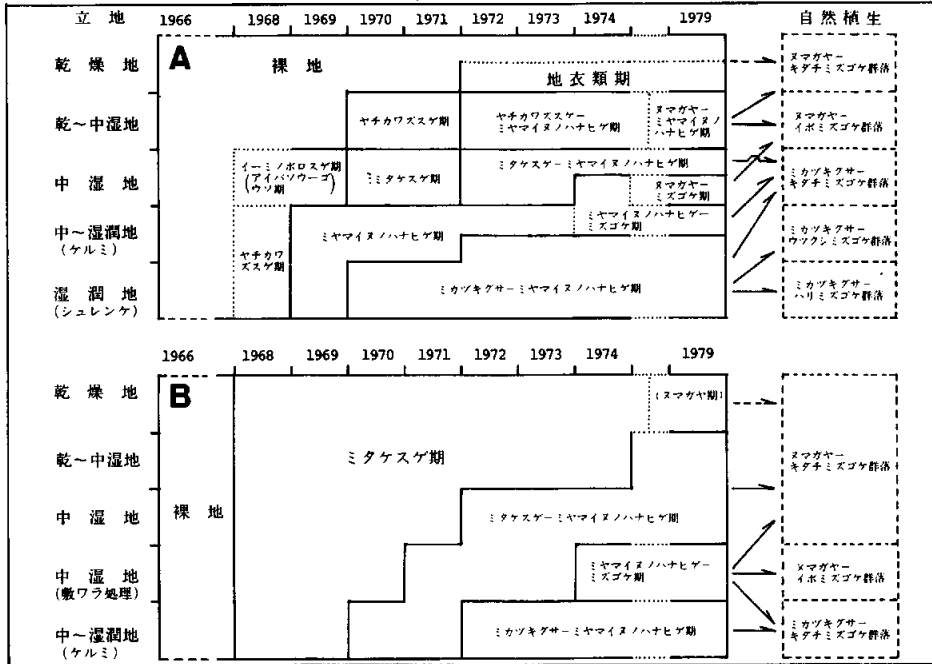 立地 1966 1968 1969 1970 1971 1972 1973 1974 1979 自然植生
A
乾燥地
裸地
地衣類期
ヌマガヤー
キダチミズゴケ群落
乾～中湿地
ヤチカワズスゲ期
ヤチカワズスゲー
ミヤマイヌノハナヒゲ期
ヌマガヤー
ミヤマイヌノ
ハナヒゲ期
ヌマガヤー
イボミズゴケ群落
中湿地
イーミノボロスゲ期
(アイバソウーゴ
ウソ期)
ミタケスゲ期
ミタケスゲーミヤマイヌノハナヒゲ期
ヌマガヤー
ミズゴケ期
ミカヅキグサー
キダチミズゴケ群落
中～湿潤地
(ケルミ)
ヤチカワ
ズスゲ期
ミヤマイヌノハナヒゲ期
ミヤマイヌノハナヒゲー
ミズゴケ期
ミカヅキグサー
ウツクシミズゴケ群落
湿潤地
(シュレンケ)
ミカヅキグサーミヤマイヌノハナヒゲ期
ミカヅキグサー
ハリミズゴケ群落
1966 1968 1969 1970 1971 1972 1973 1974 1979
B
乾燥地
(ヌマガヤ期)
乾～中湿地
ミタケスゲ期
ヌマガヤー
キダチミズゴケ群落
中湿地
裸地
ミタケスゲーミヤマイヌノハナヒゲ期
中湿地
(敷ワラ処理)
ミヤマイヌノハナヒゲー
ミズゴケ期
ヌマガヤー
イボミズゴケ群落
中～湿潤地
(ケルミ)
ミカヅキグサーミヤマイヌノハナヒゲ期
ミカヅキグサー
キダチミズゴケ群落